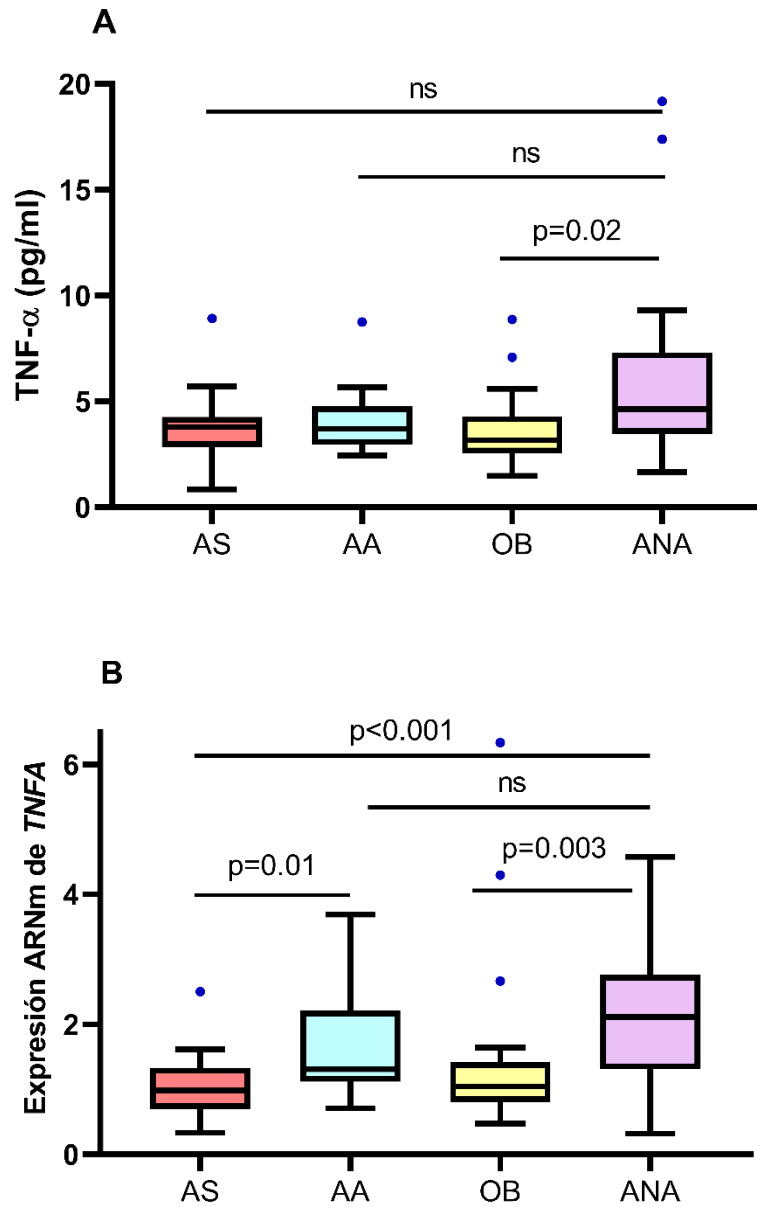 A
20
ns
ns
15
p=0.02
TNF-α (pg/ml)
10
5
0
AS AA OB ANA
B
p<0.001
6
ns
p=0.01
p=0.003
Expresión ARNm de TNFA
4
2
0
AS AA OB ANA